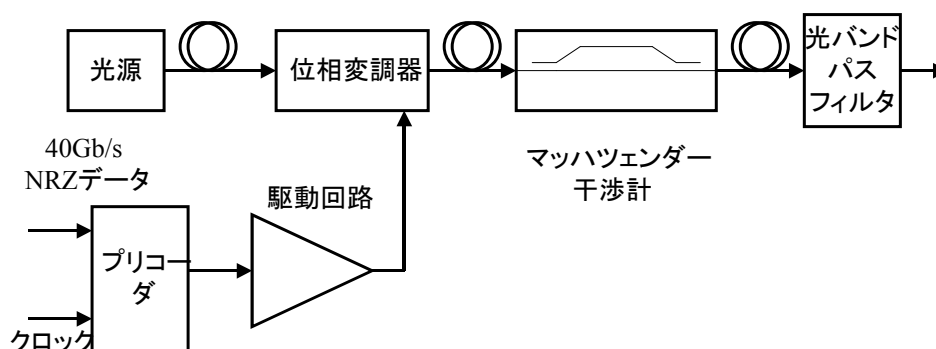 光源
位相変調器
光バンド
パス
フィルタ
マッハツェンダー
干渉計
40Gb/s
NRZデータ
駆動回路
プリコー
ダ
クロック